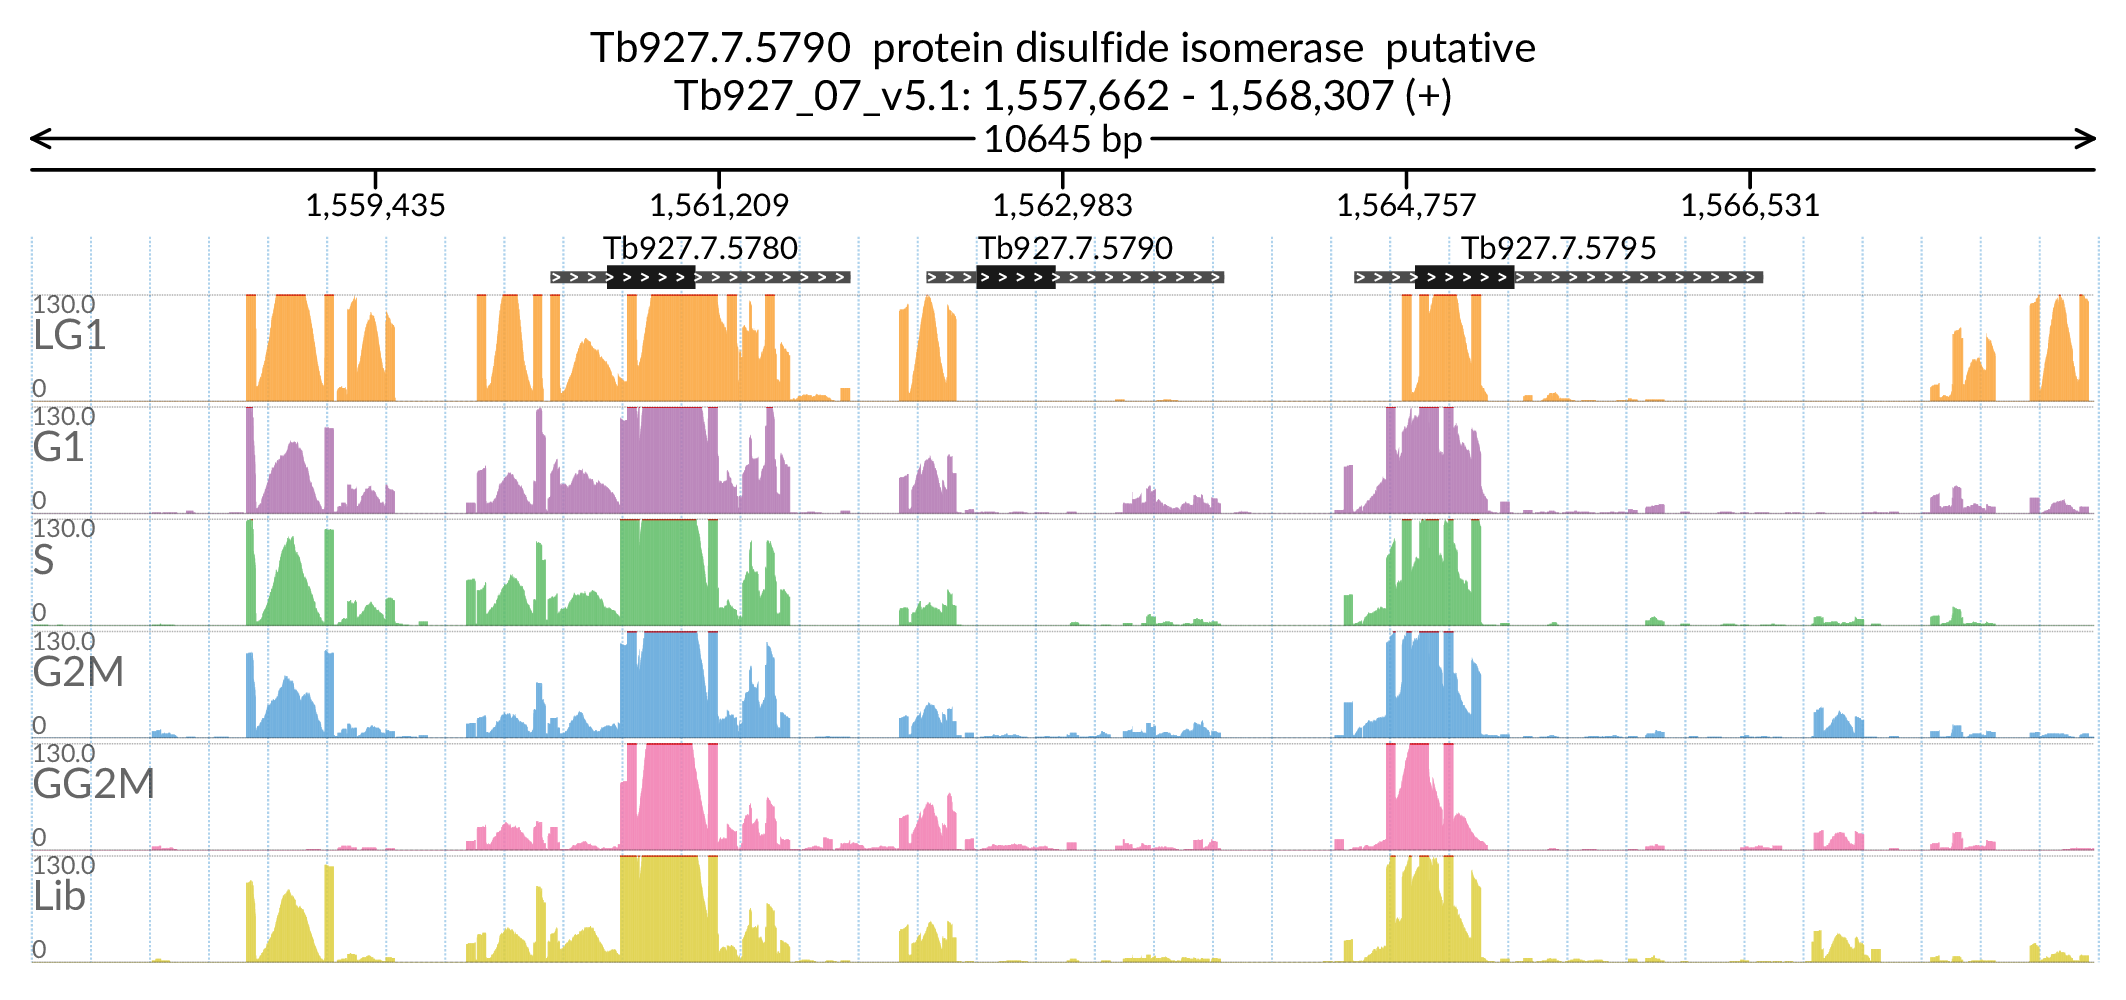 Tb927.7.5790 protein disulfide isomerase putative
Tb927_07_v5.1: 1,557,662 - 1,568,307 (+)
10645 bp
1,559,435 1,561,209 1,562,983 1,564,757 1,566,531
Tb927.7.5780 Tb927.7.5790 Tb927.7.5795
130.0
LG1
0
130.0
G1
0
130.0
S
0
130.0
G2M
0
130.0
GG2M
0
130.0
Lib
0